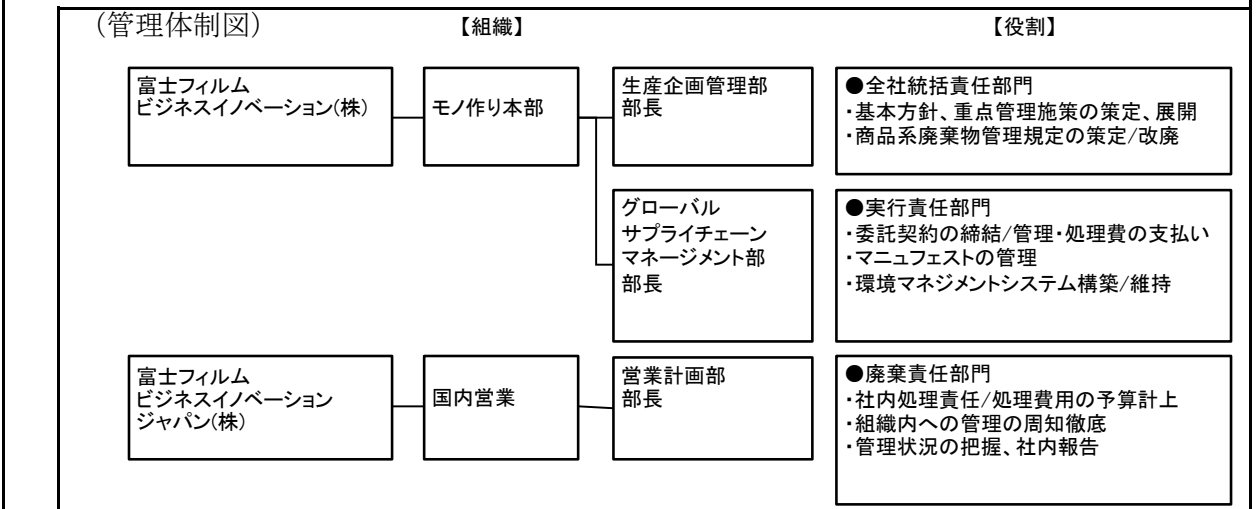 (管理体制図)
【組織】
【役割】
富士フィルム
ビジネスイノベーション(株)
モノ作り本部
生産企画管理部
部長
●全社統括責任部門
・基本方針、重点管理施策の策定、展開
・商品系廃棄物管理規定の策定/改廃
グローバル
サプライチェーン
マネージメント部
部長
●実行責任部門
・委託契約の締結/管理・処理費の支払い
・マニュフェストの管理
・環境マネジメントシステム構築/維持
富士フィルム
ビジネスイノベーション
ジャパン(株)
国内営業
営業計画部
部長
●廃棄責任部門
・社内処理責任/処理費用の予算計上
・組織内への管理の周知徹底
・管理状況の把握、社内報告